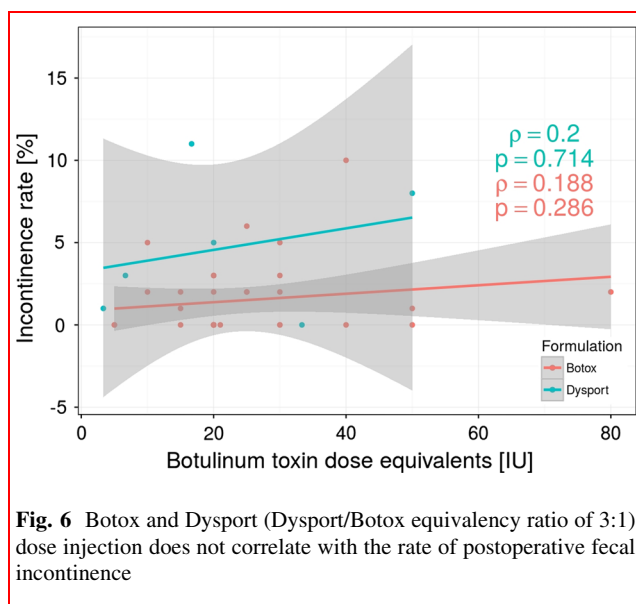 15
10
5
0
-5
Incontinence rate [%]
ρ = 0.2
p = 0.714
ρ = 0.188
p = 0.286
Formulation
Botox
Dysport
0 20 40 60 80
Botulinum toxin dose equivalents [IU]
Fig. 6 Botox and Dysport (Dysport/Botox equivalency ratio of 3:1)
dose injection does not correlate with the rate of postoperative fecal
incontinence